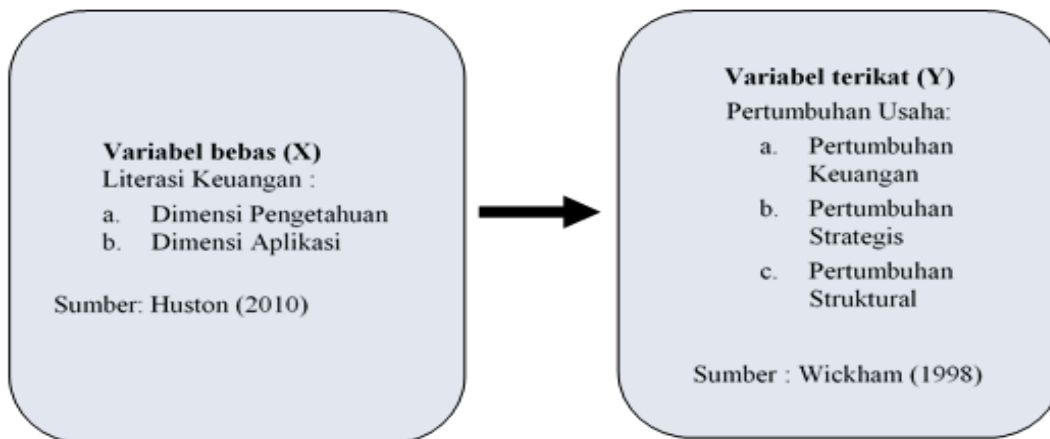 Variabel bebas (X)
Literasi Keuangan :
a. Dimensi Pengetahuan
b. Dimensi Aplikasi
Sumber: Huston (2010)
Variabel terikat (Y)
Pertumbuhan Usaha:
a. Pertumbuhan
Keuangan
b. Pertumbuhan
Strategis
c. Pertumbuhan
Struktural
Sumber : Wickham (1998)